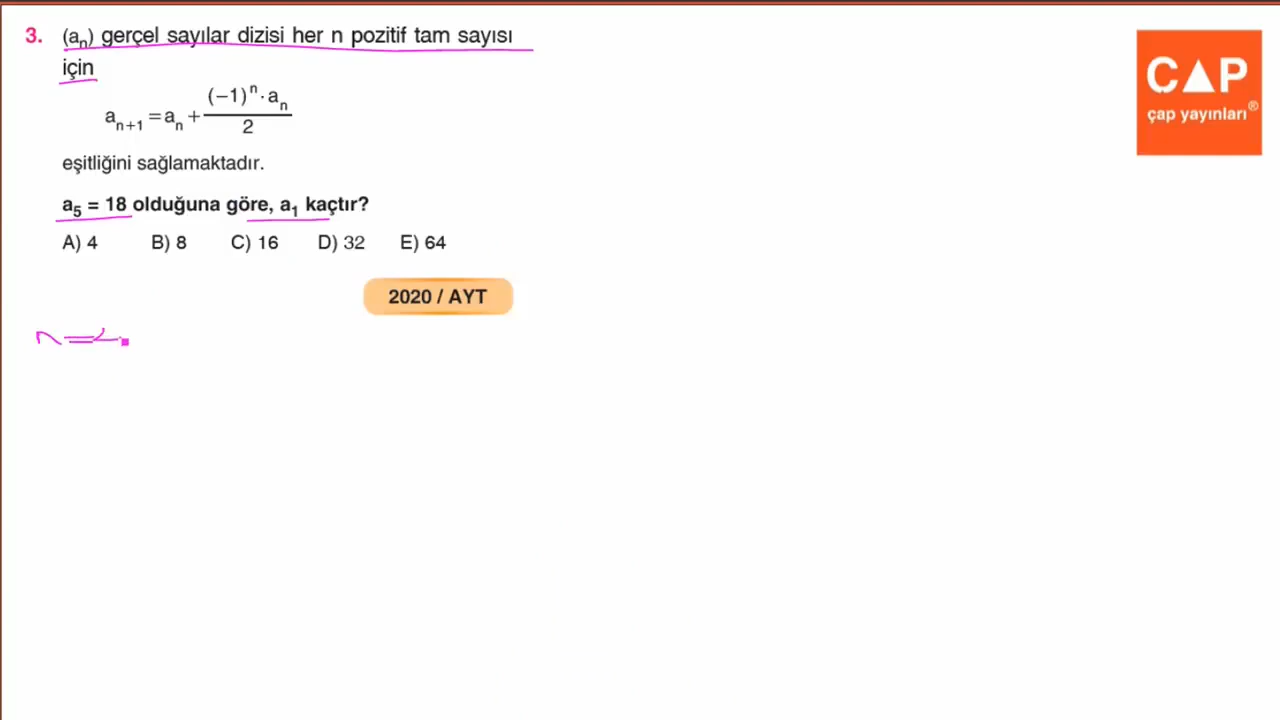 3. (aₙ) gerçel sayılar dizisi her n pozitif tam sayısı
için
aₙ₊₁ = aₙ + (−1)ⁿ · aₙ / 2
eşitliğini sağlamaktadır.
a₅ = 18 olduğuna göre, a₁ kaçtır?
A) 4 B) 8 C) 16 D) 32 E) 64
2020 / AYT
n=
CAP
çap yayınları®